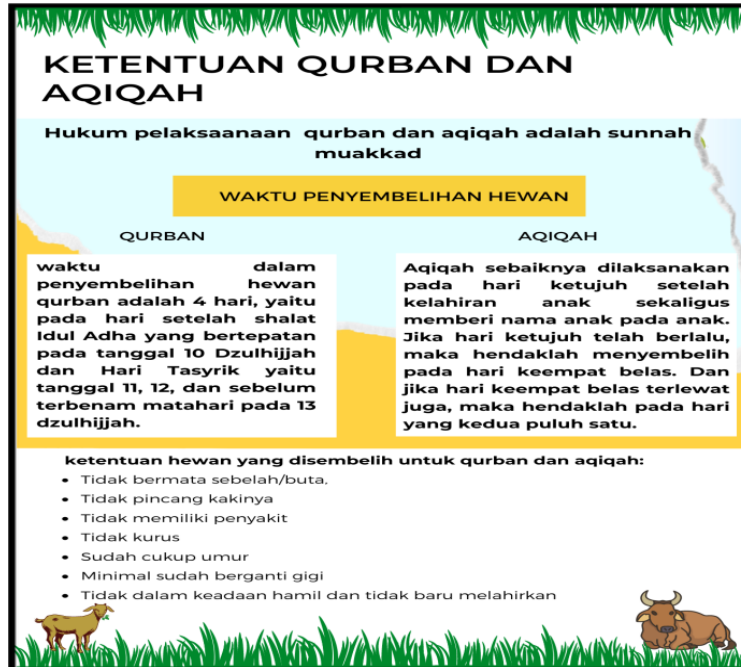 KETENTUAN QURBAN DAN
AQIQAH
Hukum pelaksaanaan qurban dan aqiqah adalah sunnah
muakkad
WAKTU PENYEMBELIHAN HEWAN
QURBAN
waktu dalam
penyembelihan hewan
qurban adalah 4 hari, yaitu
pada hari setelah shalat
Idul Adha yang bertepatan
pada tanggal 10 Dzulhijjah
dan Hari Tasyrik yaitu
tanggal 11, 12, dan sebelum
terbenam matahari pada 13
dzulhijjah.
AQIQAH
Aqiqah sebaiknya dilaksanakan
pada hari ketujuh setelah
kelahiran anak sekaligus
memberi nama anak pada anak.
Jika hari ketujuh telah berlalu,
maka hendaklah menyembelih
pada hari keempat belas. Dan
jika hari keempat belas terlewat
juga, maka hendaklah pada hari
yang kedua puluh satu.
ketentuan hewan yang disembelih untuk qurban dan aqiqah:
• Tidak bermata sebelah/buta,
• Tidak pincang kakinya
• Tidak memiliki penyakit
• Tidak kurus
• Sudah cukup umur
• Minimal sudah berganti gigi
• Tidak dalam keadaan hamil dan tidak baru melahirkan